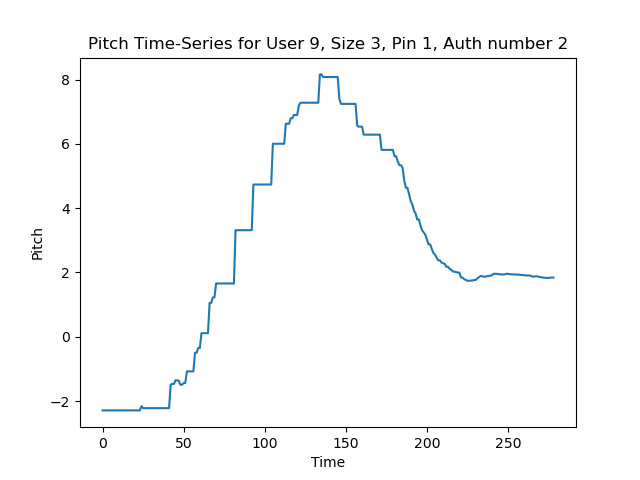 Pitch Time-Series for User 9, Size 3, Pin 1, Auth number 2
8
6
4
2
0
−2
Pitch
0 50 100 150 200 250
Time